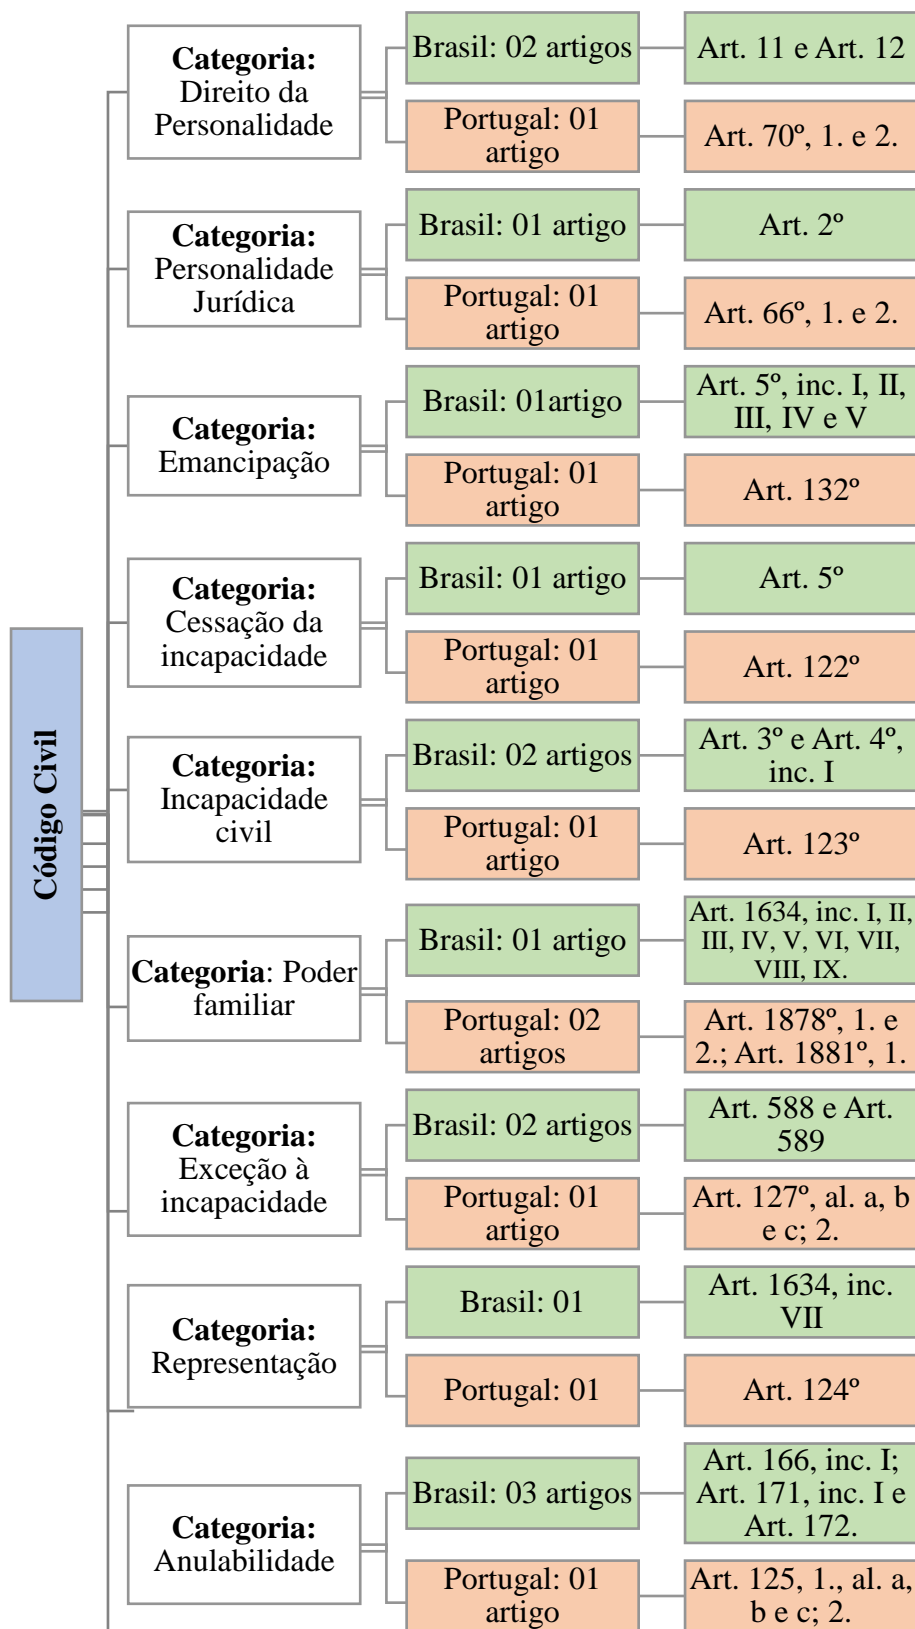 Código Civil
Categoria:
Direito da
Personalidade
Brasil: 02 artigos
Art. 11 e Art. 12
Portugal: 01
artigo
Art. 70º, 1. e 2.
Categoria:
Personalidade
Jurídica
Brasil: 01 artigo
Art. 2º
Portugal: 01
artigo
Art. 66º, 1. e 2.
Categoria:
Emancipação
Brasil: 01artigo
Art. 5º, inc. I, II,
III, IV e V
Portugal: 01
artigo
Art. 132º
Categoria:
Cessação da
incapacidade
Brasil: 01 artigo
Art. 5º
Portugal: 01
artigo
Art. 122º
Categoria:
Incapacidade
civil
Brasil: 02 artigos
Art. 3º e Art. 4º,
inc. I
Portugal: 01
artigo
Art. 123º
Categoria: Poder
familiar
Brasil: 01 artigo
Art. 1634, inc. I, II,
III, IV, V, VI, VII,
VIII, IX.
Portugal: 02
artigos
Art. 1878º, 1. e
2.; Art. 1881º, 1.
Categoria:
Exceção à
incapacidade
Brasil: 02 artigos
Art. 588 e Art.
589
Portugal: 01
artigo
Art. 127º, al. a, b
e c; 2.
Categoria:
Representação
Brasil: 01
Art. 1634, inc.
VII
Portugal: 01
Art. 124º
Categoria:
Anulabilidade
Brasil: 03 artigos
Art. 166, inc. I;
Art. 171, inc. I e
Art. 172.
Portugal: 01
artigo
Art. 125, 1., al. a,
b e c; 2.